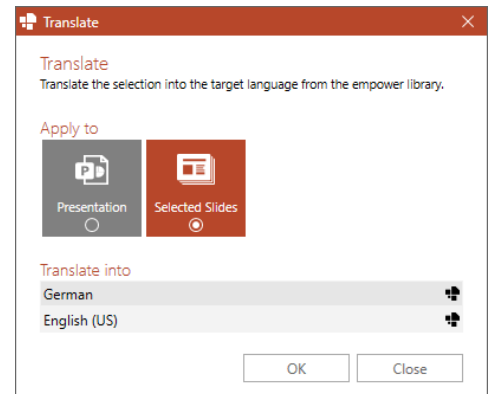 Translate
Translate
Translate the selection into the target language from the empower library.
Apply to
Presentation
Selected Slides
Translate into
German
English (US)
OK
Close